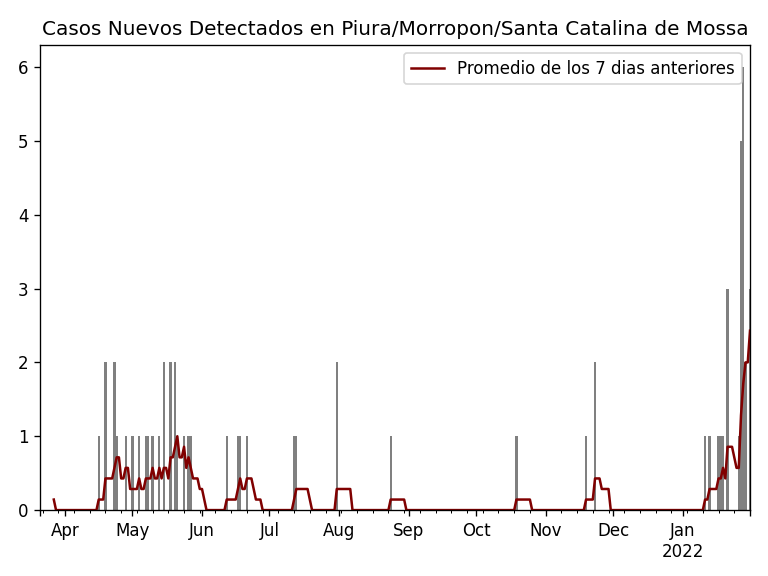 Casos Nuevos Detectados en Piura/Morropon/Santa Catalina de Mossa
Promedio de los 7 dias anteriores
6
5
4
3
2
1
0
Apr May Jun Jul Aug Sep Oct Nov Dec Jan
2022